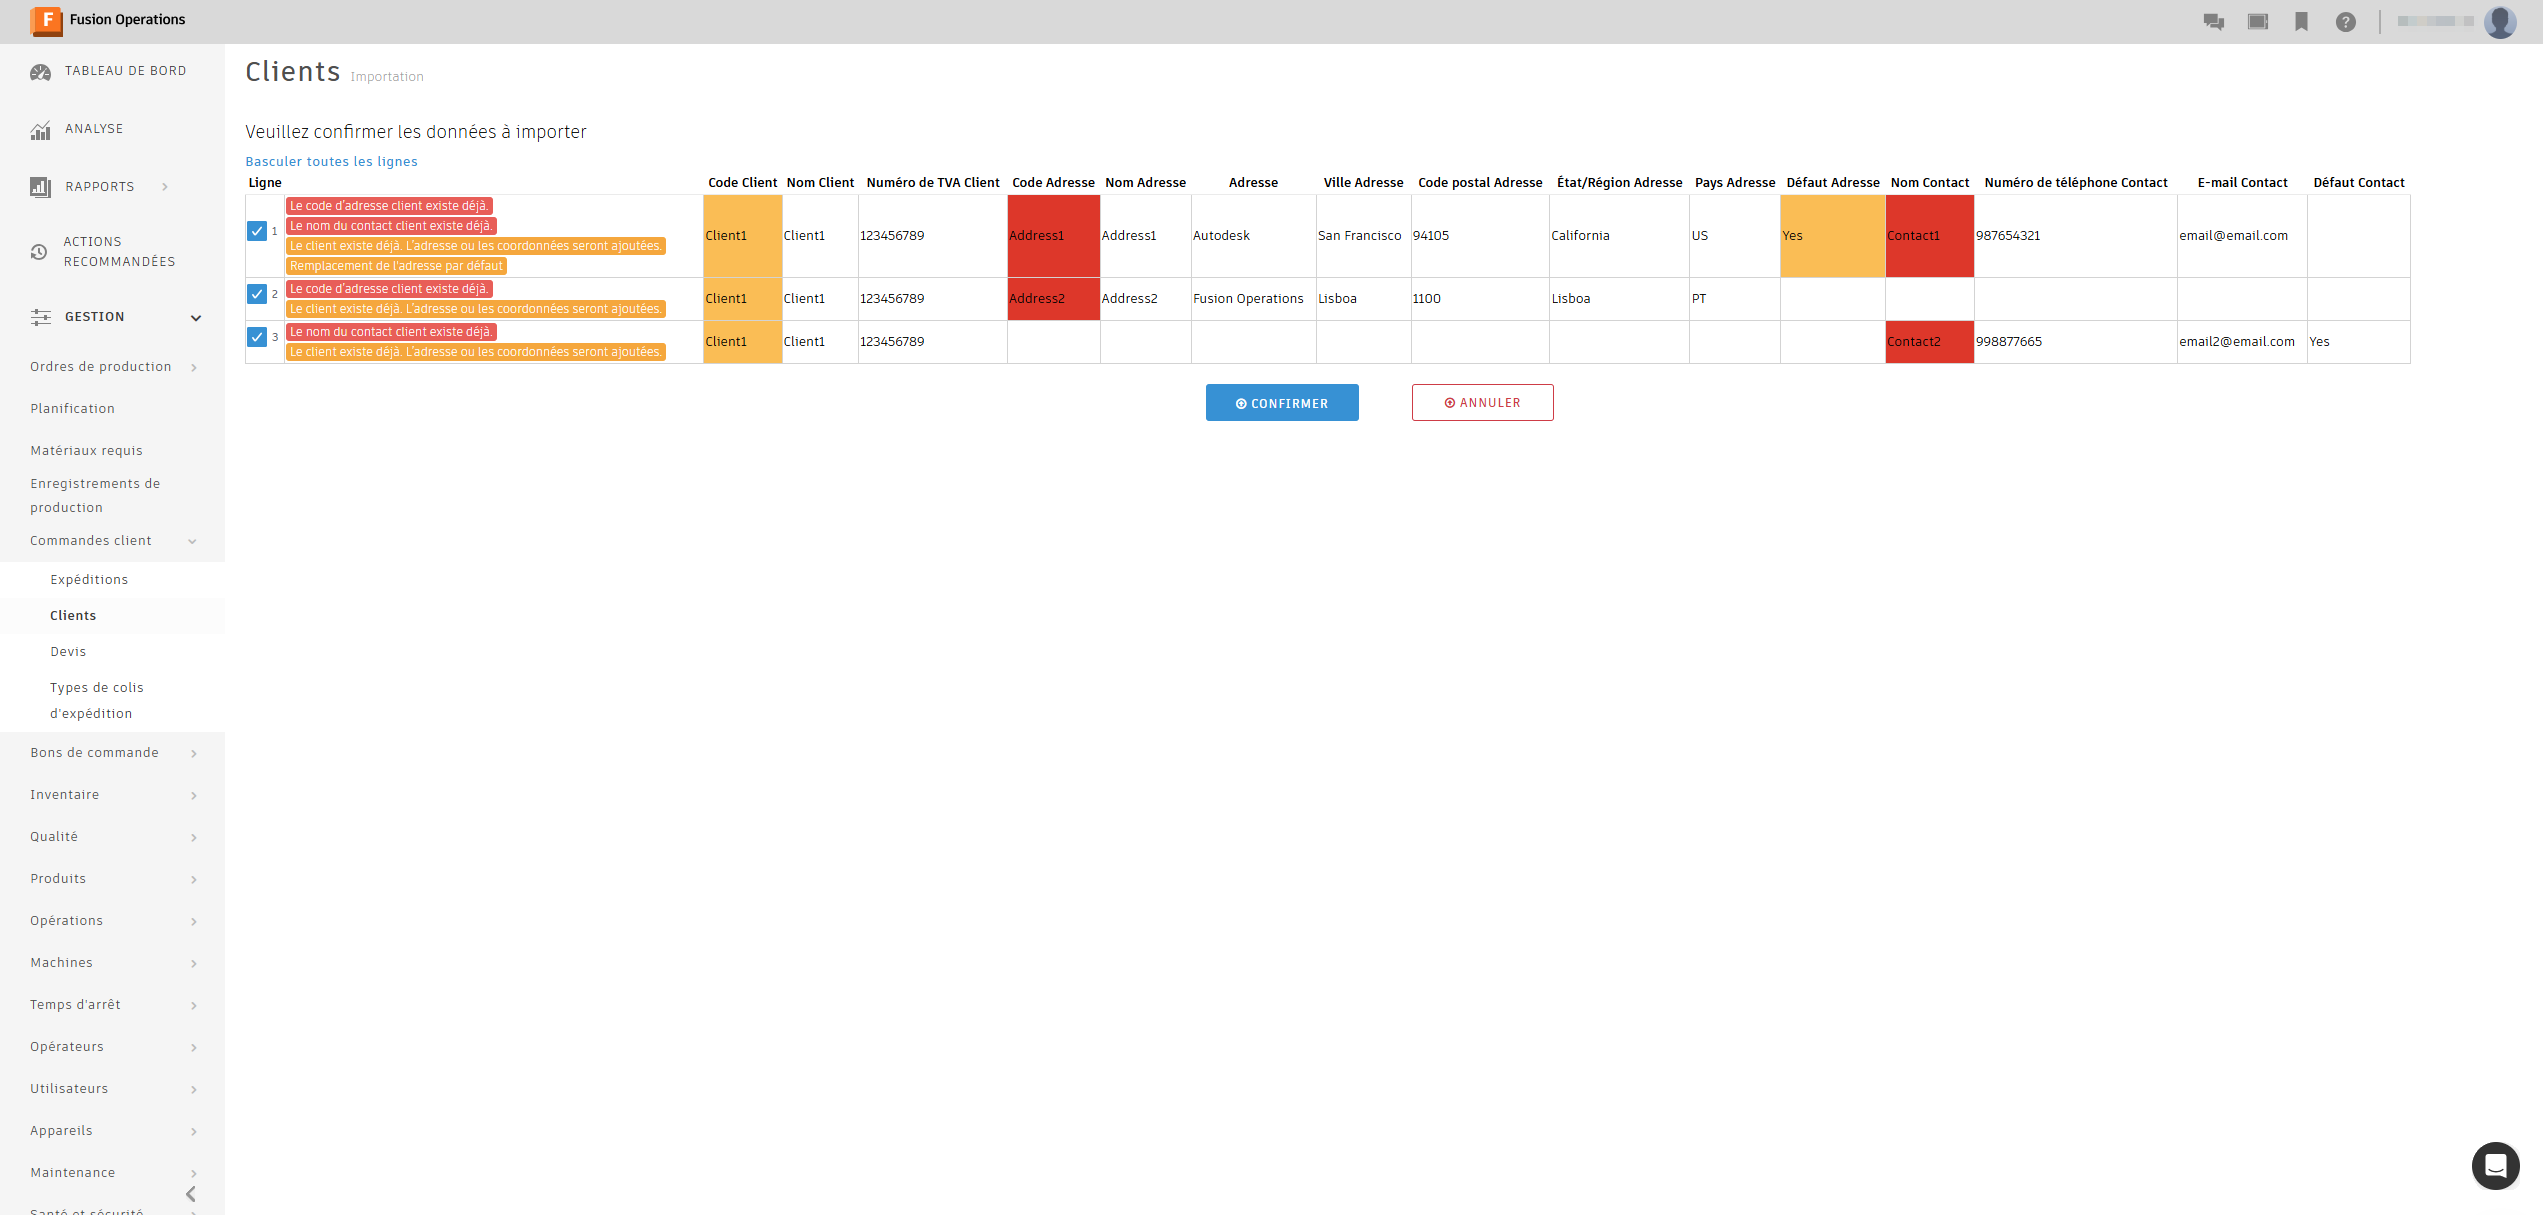 Fusion Operations
TABLEAU DE BORD
ANALYSE
RAPPORTS
ACTIONS
RECOMMANDÉES
GESTION
Ordres de production
Planification
Matériaux requis
Enregistrements de
production
Commandes client
Expéditions
Clients
Devis
Types de colis
d'expédition
Bons de commande
Inventaire
Qualité
Produits
Opérations
Machines
Temps d'arrêt
Opérateurs
Utilisateurs
Appareils
Maintenance
Santé et sécurité
Clients Importation
Veuillez confirmer les données à importer
Basculer toutes les lignes
Ligne Code Client Nom Client Numéro de TVA Client Code Adresse Nom Adresse Adresse Ville Adresse Code postal Adresse État/Région Adresse Pays Adresse Défaut Adresse Nom Contact Numéro de téléphone Contact E-mail Contact Défaut Contact
Le code d'adresse client existe déjà.
Le nom du contact client existe déjà.
1 Client1 Client1 123456789 Address1 Address1 Autodesk San Francisco 94105 California US Yes Contact1 987654321 email@email.com
Le client existe déjà. L'adresse ou les coordonnées seront ajoutées.
Remplacement de l'adresse par défaut
Le code d'adresse client existe déjà.
2 Client1 Client1 123456789 Address2 Address2 Fusion Operations Lisboa 1100 Lisboa PT
Le client existe déjà. L'adresse ou les coordonnées seront ajoutées.
Le nom du contact client existe déjà.
3 Client1 Client1 123456789 Contact2 998877665 email2@email.com Yes
Le client existe déjà. L'adresse ou les coordonnées seront ajoutées.
CONFIRMER ANNULER